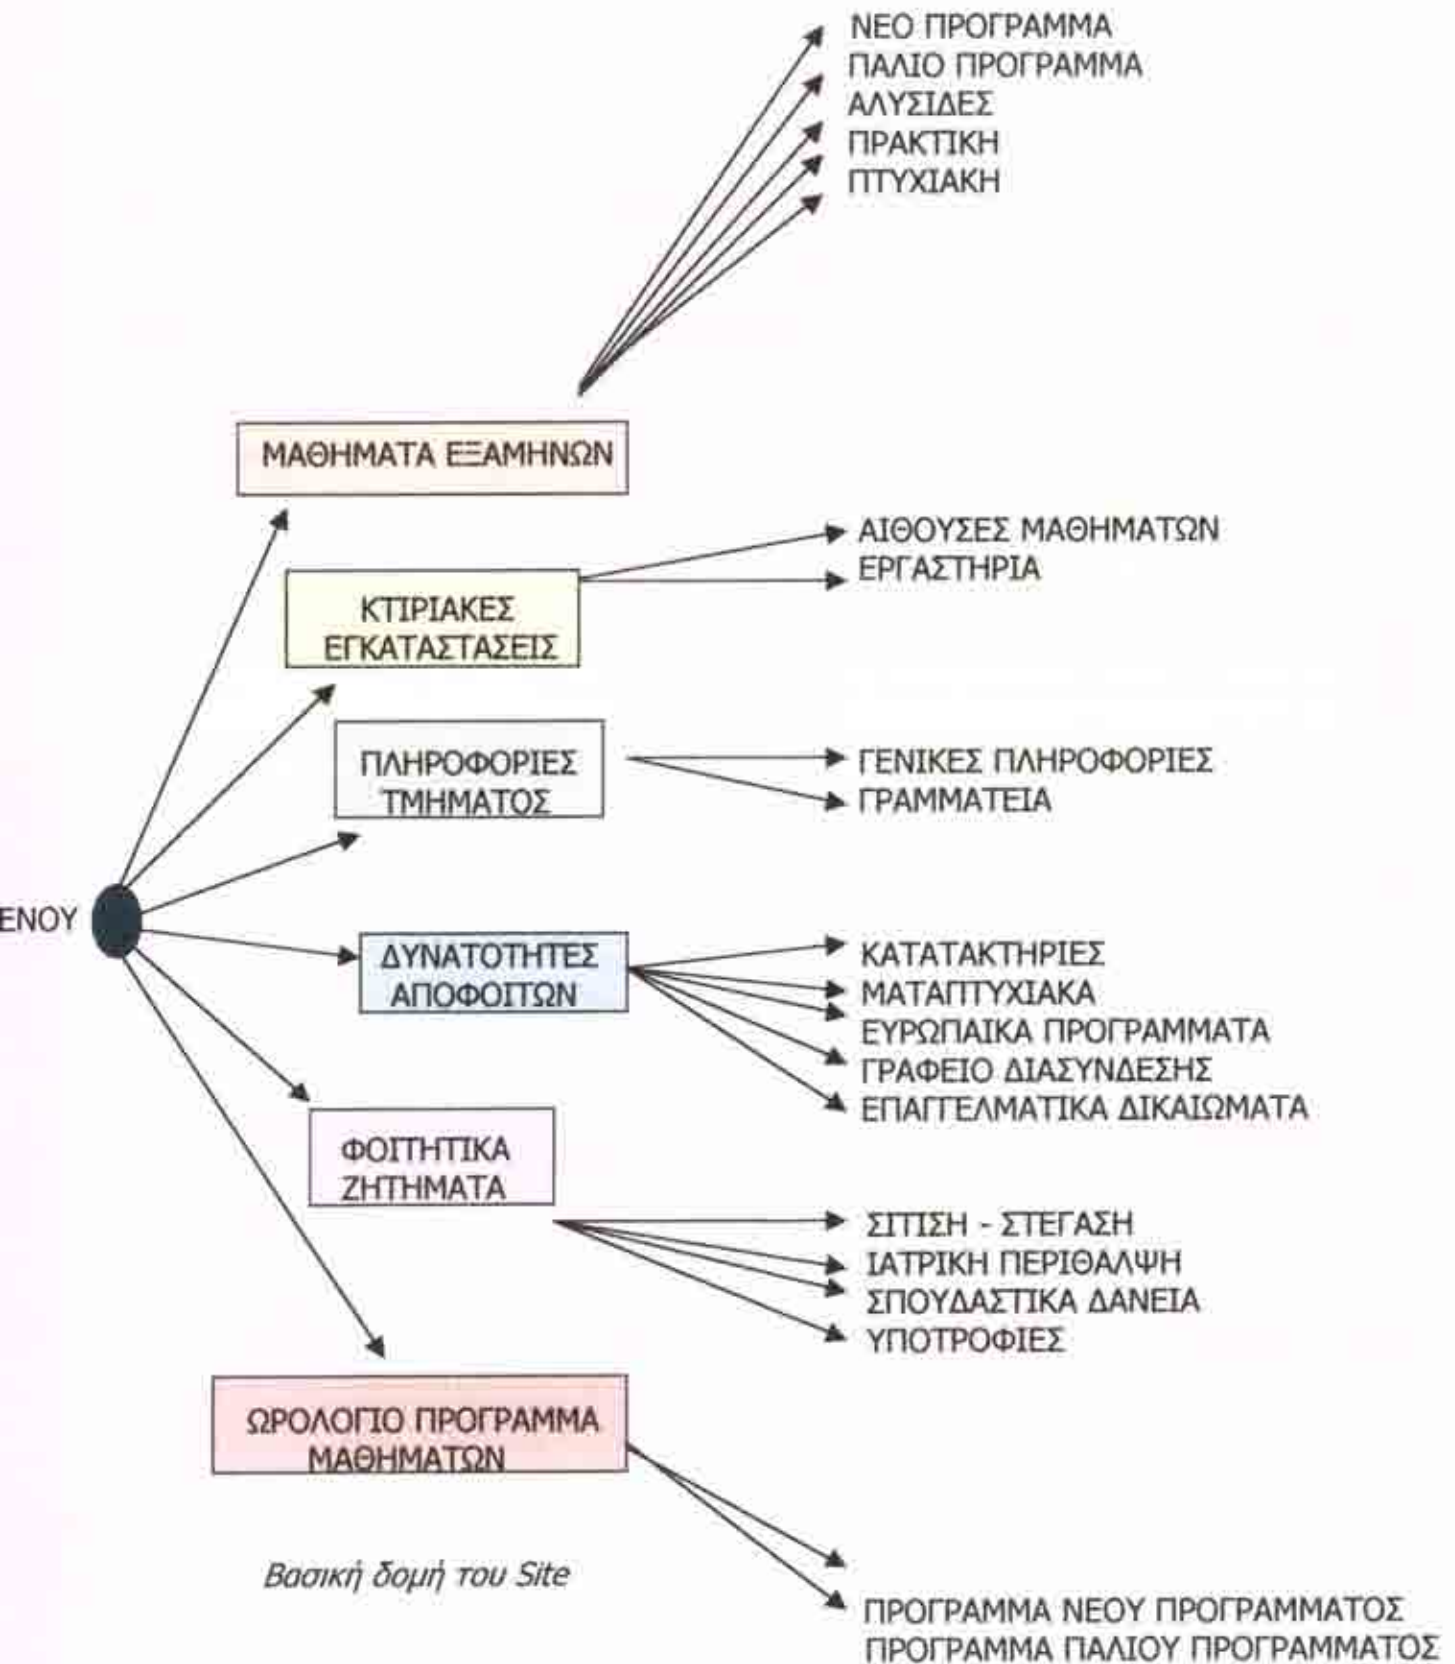 ΝΕΟ ΠΡΟΓΡΑΜΜΑ
ΠΑΛΙΟ ΠΡΟΓΡΑΜΜΑ
ΑΛΥΣΙΔΕΣ
ΠΡΑΚΤΙΚΗ
ΠΤΥΧΙΑΚΗ
ΜΑΘΗΜΑΤΑ ΕΞΑΜΗΝΩΝ
ΑΙΘΟΥΣΕΣ ΜΑΘΗΜΑΤΩΝ
ΕΡΓΑΣΤΗΡΙΑ
ΚΤΙΡΙΑΚΕΣ
ΕΓΚΑΤΑΣΤΑΣΕΙΣ
ΠΛΗΡΟΦΟΡΙΕΣ
ΤΜΗΜΑΤΟΣ
ΓΕΝΙΚΕΣ ΠΛΗΡΟΦΟΡΙΕΣ
ΓΡΑΜΜΑΤΕΙΑ
ΕΝΟΥ
ΔΥΝΑΤΟΤΗΤΕΣ
ΑΠΟΦΟΙΤΩΝ
ΚΑΤΑΤΑΚΤΗΡΙΕΣ
ΜΑΤΑΠΤΥΧΙΑΚΑ
ΕΥΡΩΠΑΙΚΑ ΠΡΟΓΡΑΜΜΑΤΑ
ΓΡΑΦΕΙΟ ΔΙΑΣΥΝΔΕΣΗΣ
ΕΠΑΓΓΕΛΜΑΤΙΚΑ ΔΙΚΑΙΩΜΑΤΑ
ΦΟΙΤΗΤΙΚΑ
ΖΗΤΗΜΑΤΑ
ΣΙΤΙΣΗ - ΣΤΕΓΑΣΗ
ΙΑΤΡΙΚΗ ΠΕΡΙΘΑΛΨΗ
ΣΠΟΥΔΑΣΤΙΚΑ ΔΑΝΕΙΑ
ΥΠΟΤΡΟΦΙΕΣ
ΩΡΟΛΟΓΙΟ ΠΡΟΓΡΑΜΜΑ
ΜΑΘΗΜΑΤΩΝ
Βασική δομή του Site
ΠΡΟΓΡΑΜΜΑ ΝΕΟΥ ΠΡΟΓΡΑΜΜΑΤΟΣ
ΠΡΟΓΡΑΜΜΑ ΠΑΛΙΟΥ ΠΡΟΓΡΑΜΜΑΤΟΣ